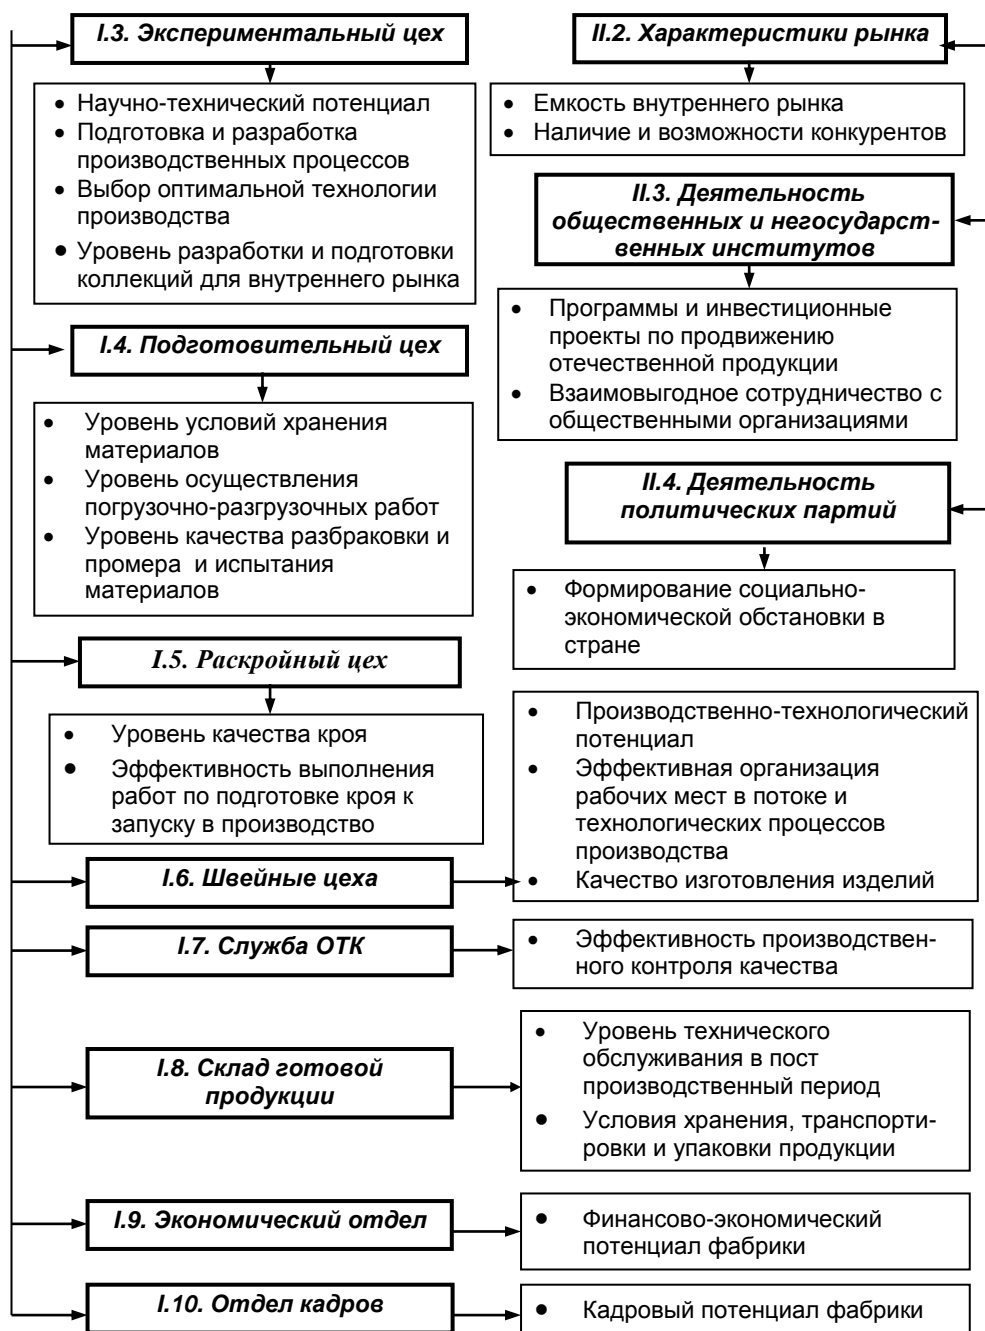 I.3. Экспериментальный цех
• Научно-технический потенциал
• Подготовка и разработка
производственных процессов
• Выбор оптимальной технологии
производства
• Уровень разработки и подготовки
коллекций для внутреннего рынка
I.4. Подготовительный цех
• Уровень условий хранения
материалов
• Уровень осуществления
погрузочно-разгрузочных работ
• Уровень качества разбраковки и
промера и испытания
материалов
I.5. Раскройный цех
• Уровень качества кроя
• Эффективность выполнения
работ по подготовке кроя к
запуску в производство
II.2. Характеристики рынка
• Емкость внутреннего рынка
• Наличие и возможности конкурентов
II.3. Деятельность
общественных и негосударст-
венных институтов
• Программы и инвестиционные
проекты по продвижению
отечественной продукции
• Взаимовыгодное сотрудничество с
общественными организациями
II.4. Деятельность
политических партий
• Формирование социально-
экономической обстановки в
стране
I.6. Швейные цеха
• Производственно-технологический
потенциал
• Эффективная организация
рабочих мест в потоке и
технологических процессов
производства
• Качество изготовления изделий
I.7. Служба ОТК
• Эффективность производствен-
ного контроля качества
I.8. Склад готовой
продукции
• Уровень технического
обслуживания в пост
производственный период
• Условия хранения, транспорти-
ровки и упаковки продукции
I.9. Экономический отдел
• Финансово-экономический
потенциал фабрики
I.10. Отдел кадров
• Кадровый потенциал фабрики